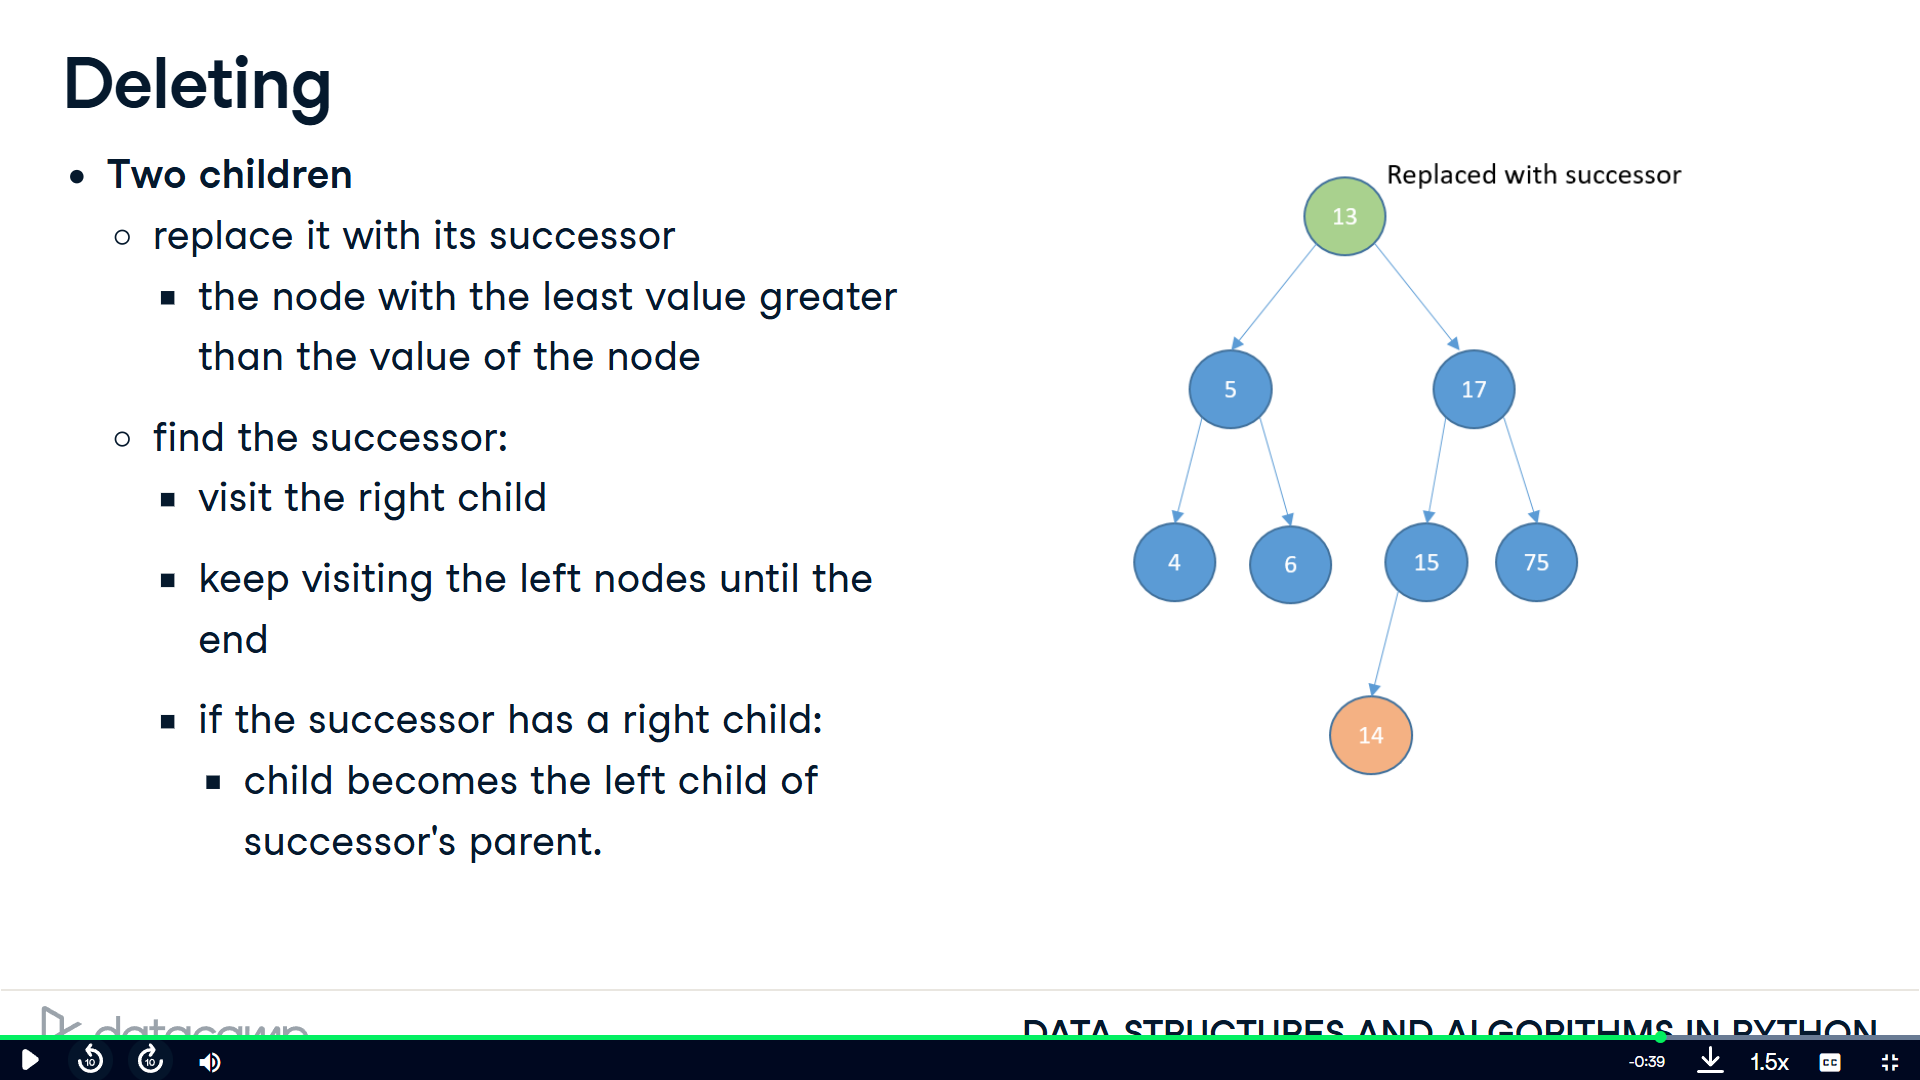 Deleting
Two children
replace it with its successor
the node with the least value greater
than the value of the node
find the successor:
visit the right child
keep visiting the left nodes until the
end
if the successor has a right child:
child becomes the left child of
successor's parent.
Replaced with successor
13
5
17
4
6
15
75
14
datacamp
DATA STRUCTURES AND ALGORITHMS IN PYTHON
10
10
-0:39
1.5x
CC